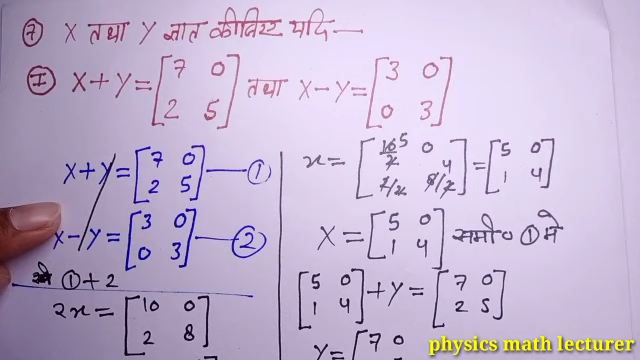 ⑦ X तथा Y ज्ञात कीजिए यदि —
Ⅰ X + Y = [7 0 2 5] तथा X − Y = [3 0 0 3]
X + Y = [7 0 2 5] — ①
X − Y = [3 0 0 3] — ②
① + 2
2x = [10 0 2 8]
x = [10/2 5 0 2/2 8/2 4] = [5 0 1 4]
X = [5 0 1 4] समी० ① में
[5 0 1 4] + Y = [7 0 2 5]
Y = [7 0
physics math lecturer